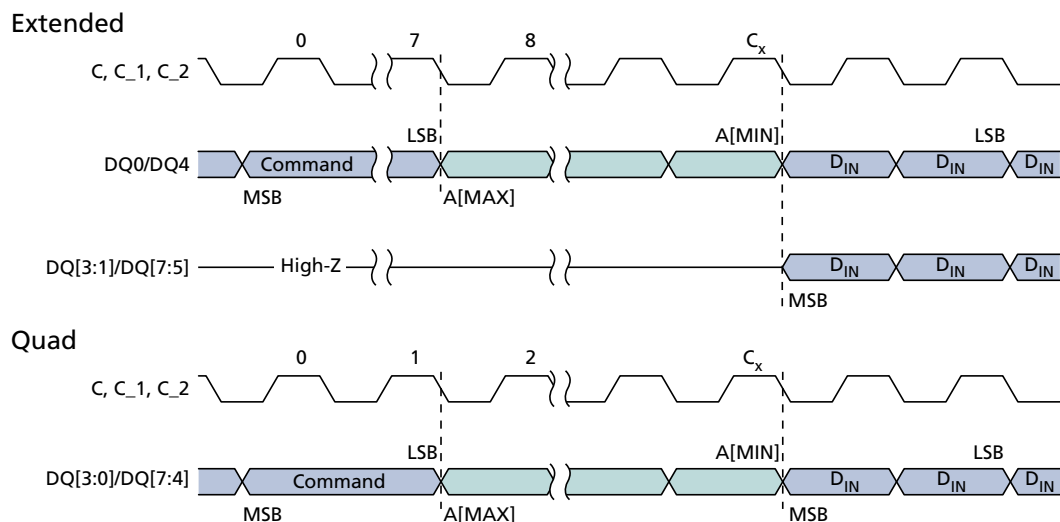 Extended
0 7 8 Cx
C, C_1, C_2
LSB A[MIN] LSB
DQ0/DQ4 Command DIN DIN DIN
MSB A[MAX]
DQ[3:1]/DQ[7:5] High-Z DIN DIN DIN
MSB
Quad
0 1 2 Cx
C, C_1, C_2
LSB A[MIN] LSB
DQ[3:0]/DQ[7:4] Command DIN DIN DIN
MSB A[MAX] MSB